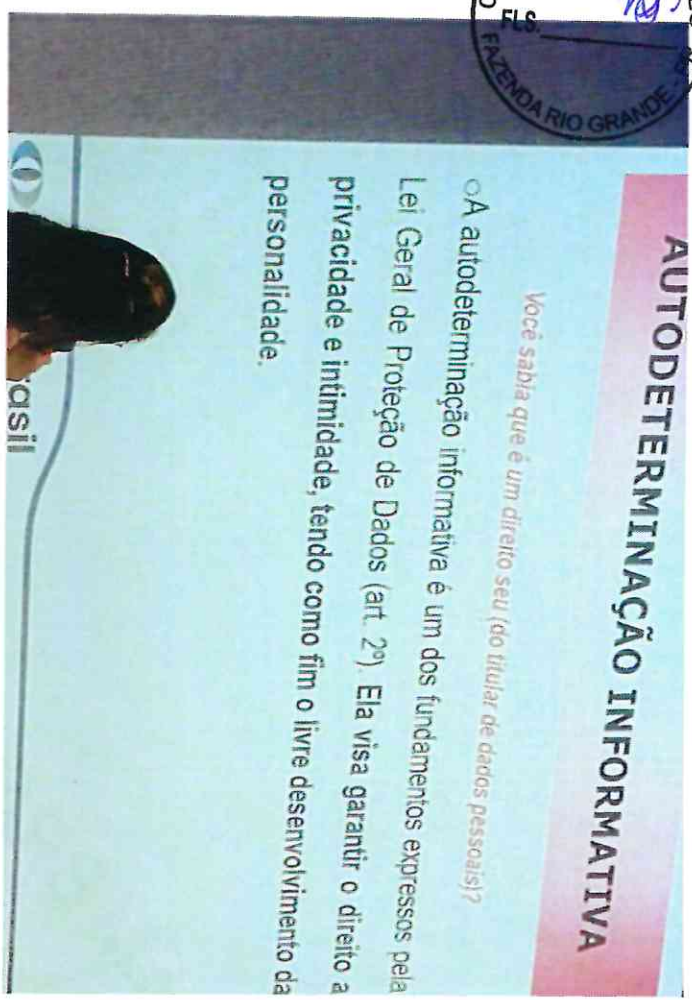 FLS.
FAZENDA RIO GRANDE
AUTODETERMINAÇÃO INFORMATIVA
Você sabia que é um direito seu (do titular de dados pessoais)?
○A autodeterminação informativa é um dos fundamentos expressos pela
Lei Geral de Proteção de Dados (art. 2º). Ela visa garantir o direito a
privacidade e intimidade, tendo como fim o livre desenvolvimento da
personalidade.
asil